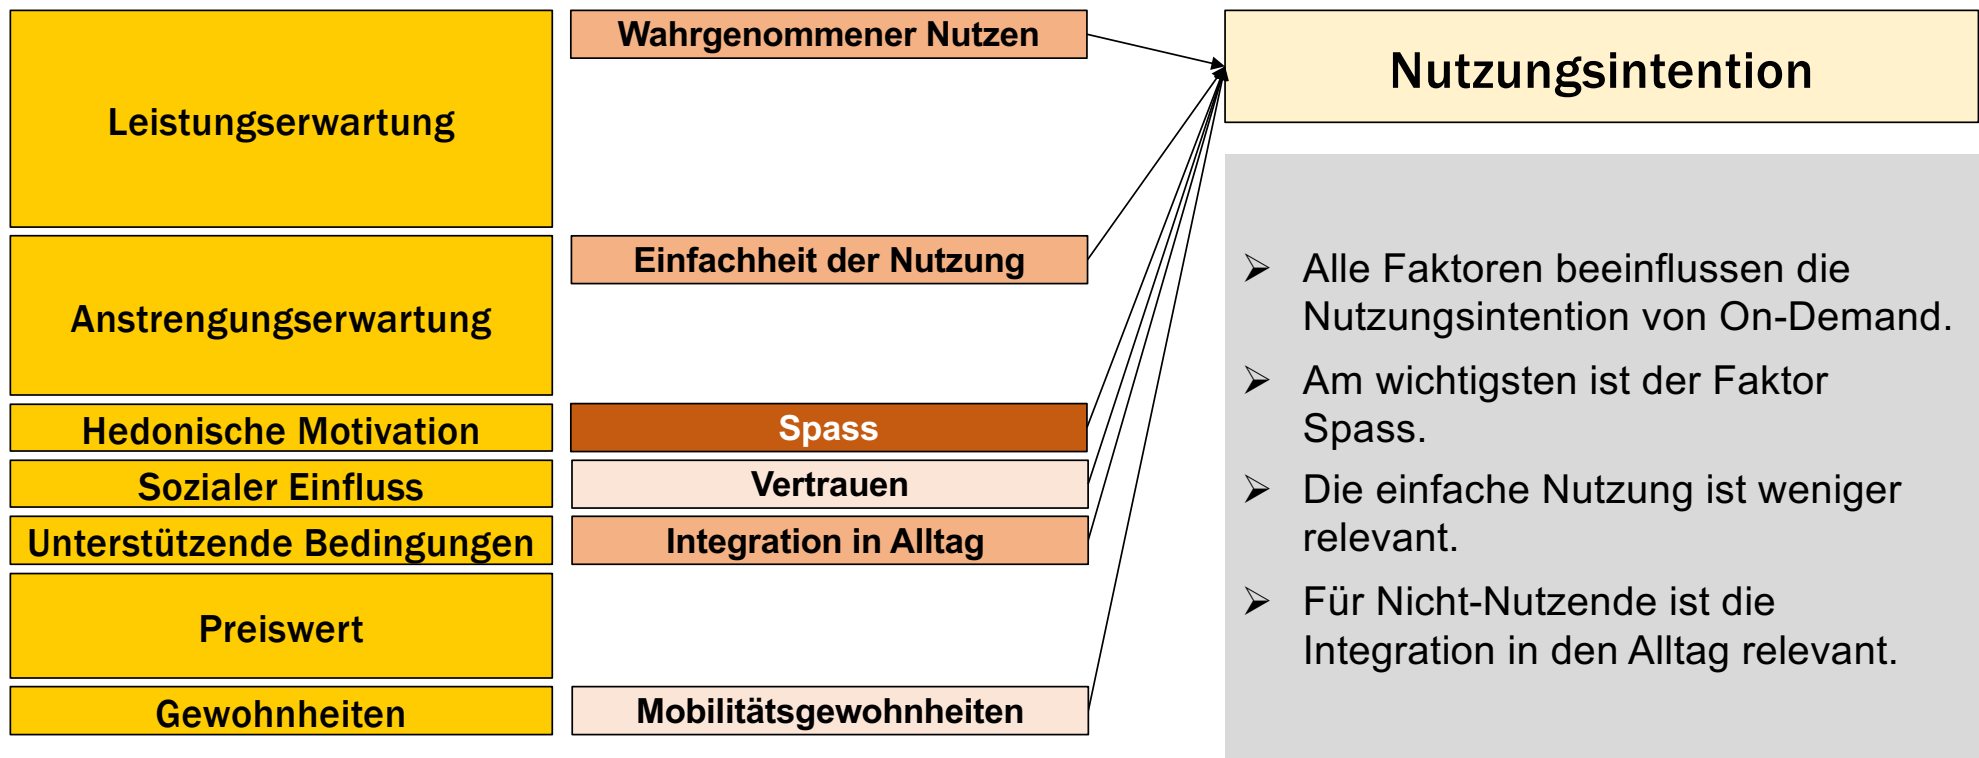 Leistungserwartung
Anstrengungserwartung
Hedonische Motivation
Sozialer Einfluss
Unterstützende Bedingungen
Preiswert
Gewohnheiten
Wahrgenommener Nutzen
Einfachheit der Nutzung
Spass
Vertrauen
Integration in Alltag
Mobilitätsgewohnheiten
Nutzungsintention
➢ Alle Faktoren beeinflussen die
Nutzungsintention von On-Demand.
➢ Am wichtigsten ist der Faktor
Spass.
➢ Die einfache Nutzung ist weniger
relevant.
➢ Für Nicht-Nutzende ist die
Integration in den Alltag relevant.